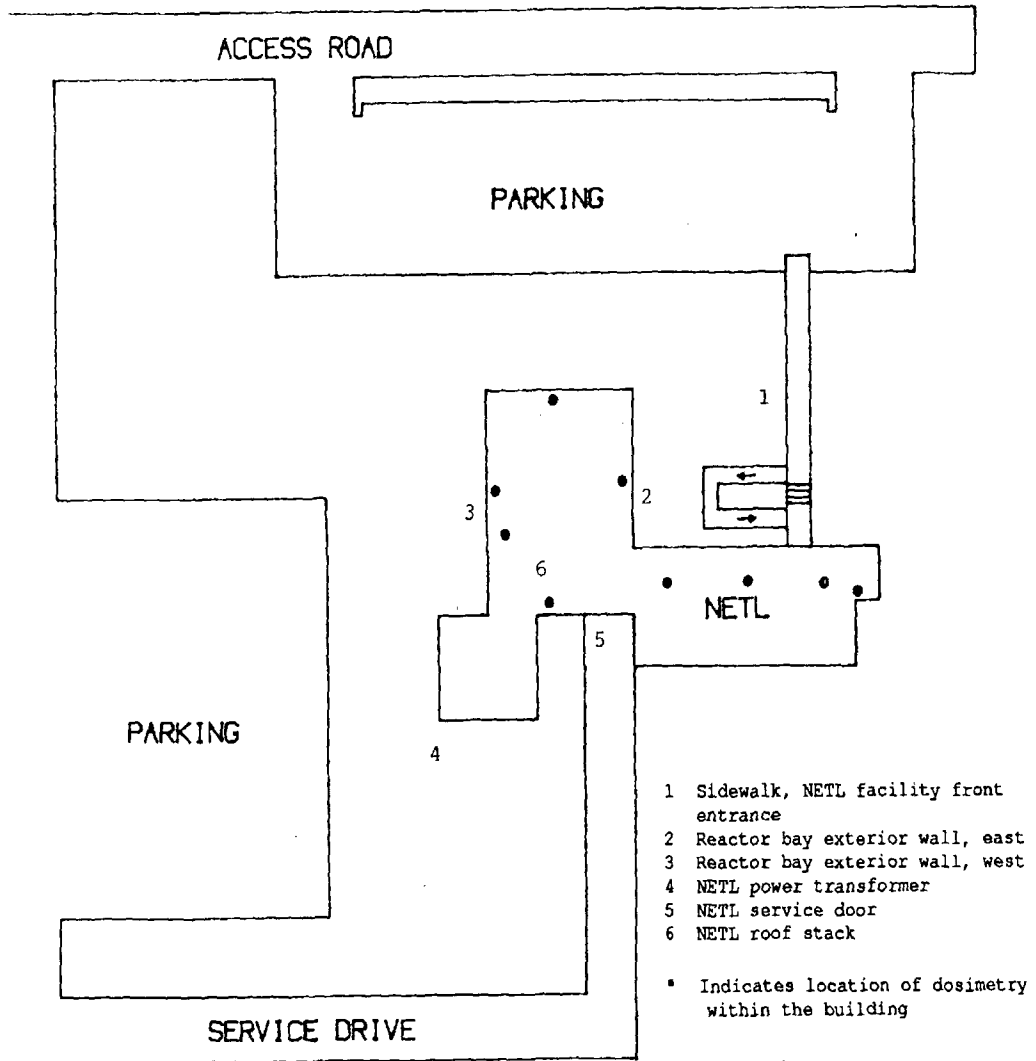 ACCESS ROAD
PARKING
1
2
3
6
NETL
5
PARKING
4
1 Sidewalk, NETL facility front
entrance
2 Reactor bay exterior wall, east
3 Reactor bay exterior wall, west
4 NETL power transformer
5 NETL service door
6 NETL roof stack
• Indicates location of dosimetry
within the building
SERVICE DRIVE